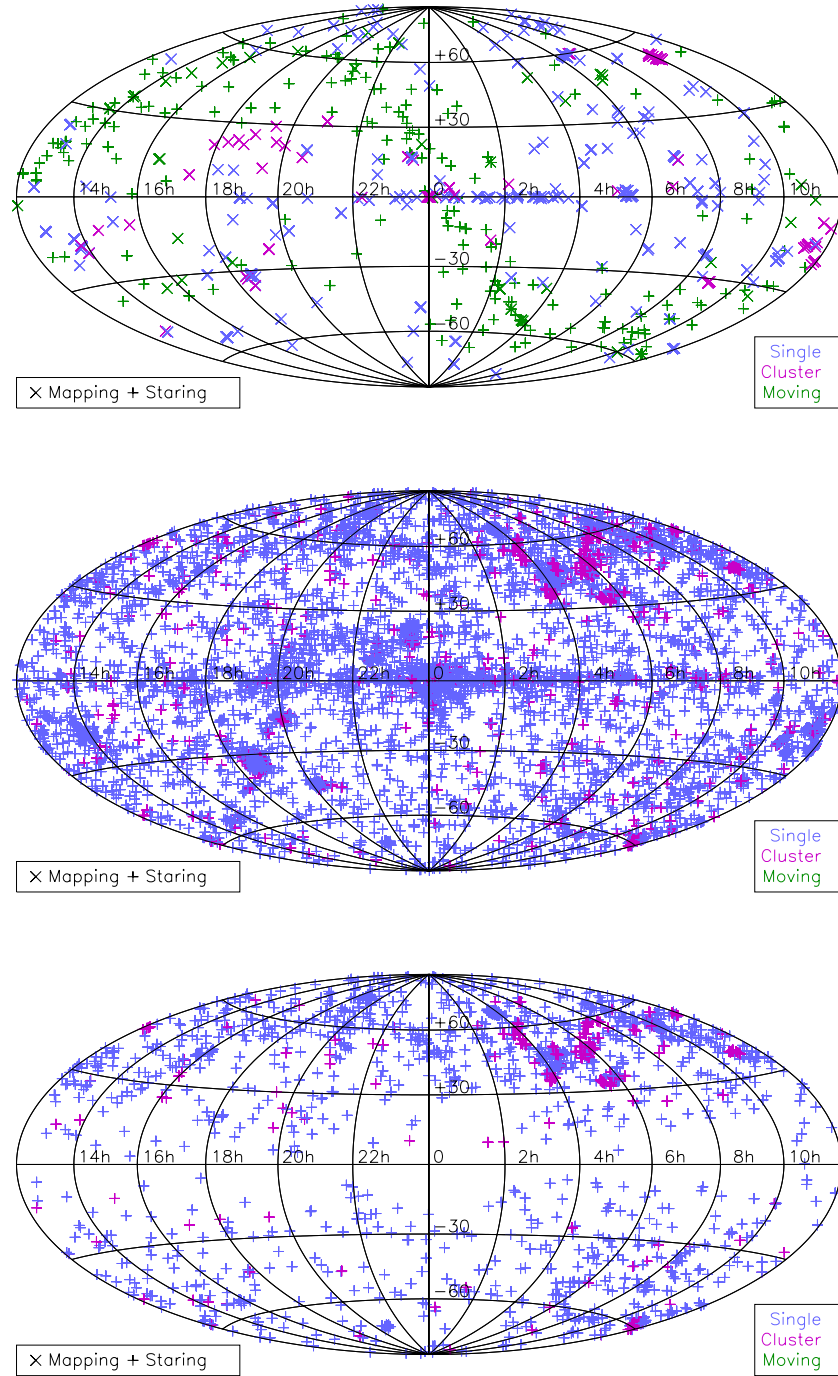 +60
+30
14h 16h 18h 20h 22h 0 2h 4h 6h 8h 10h
−30
−60
× Mapping + Staring
Single
Cluster
Moving
+60
+30
14h 16h 18h 20h 22h 0 2h 4h 6h 8h 10h
−30
−60
× Mapping + Staring
Single
Cluster
Moving
+60
+30
14h 16h 18h 20h 22h 0 2h 4h 6h 8h 10h
−30
−60
× Mapping + Staring
Single
Cluster
Moving